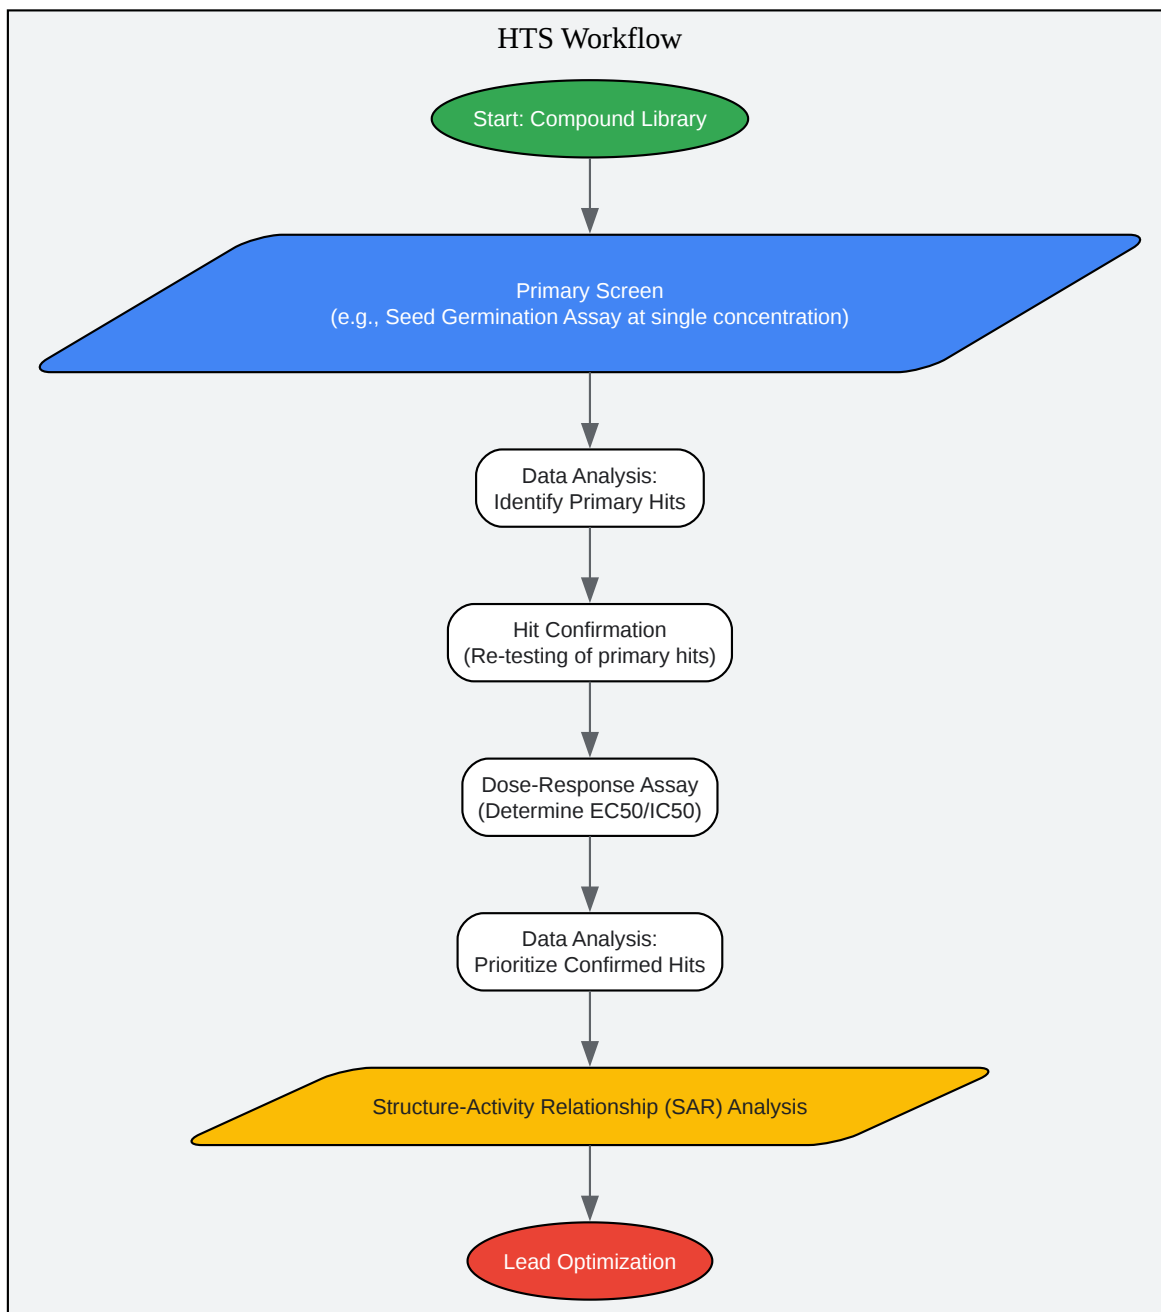 HTS Workflow
Start: Compound Library
Primary Screen
(e.g., Seed Germination Assay at single concentration)
Data Analysis:
Identify Primary Hits
Hit Confirmation
(Re-testing of primary hits)
Dose-Response Assay
(Determine EC50/IC50)
Data Analysis:
Prioritize Confirmed Hits
Structure-Activity Relationship (SAR) Analysis
Lead Optimization